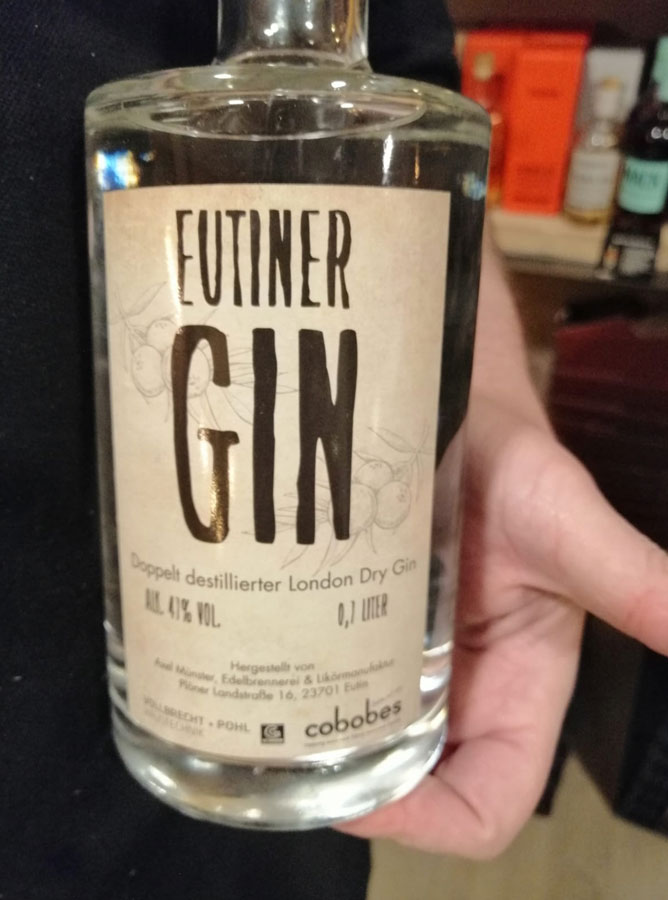 EUTINER
GIN
Doppelt destillierter London Dry Gin
ALK. 47% VOL. 0,7 LITER
Hergestellt von
Axel Münster, Edelbrennerei & Likörmanufaktur
Plöner Landstraße 16, 23701 Eutin
VOLLBRECHT + POHL
cobobes